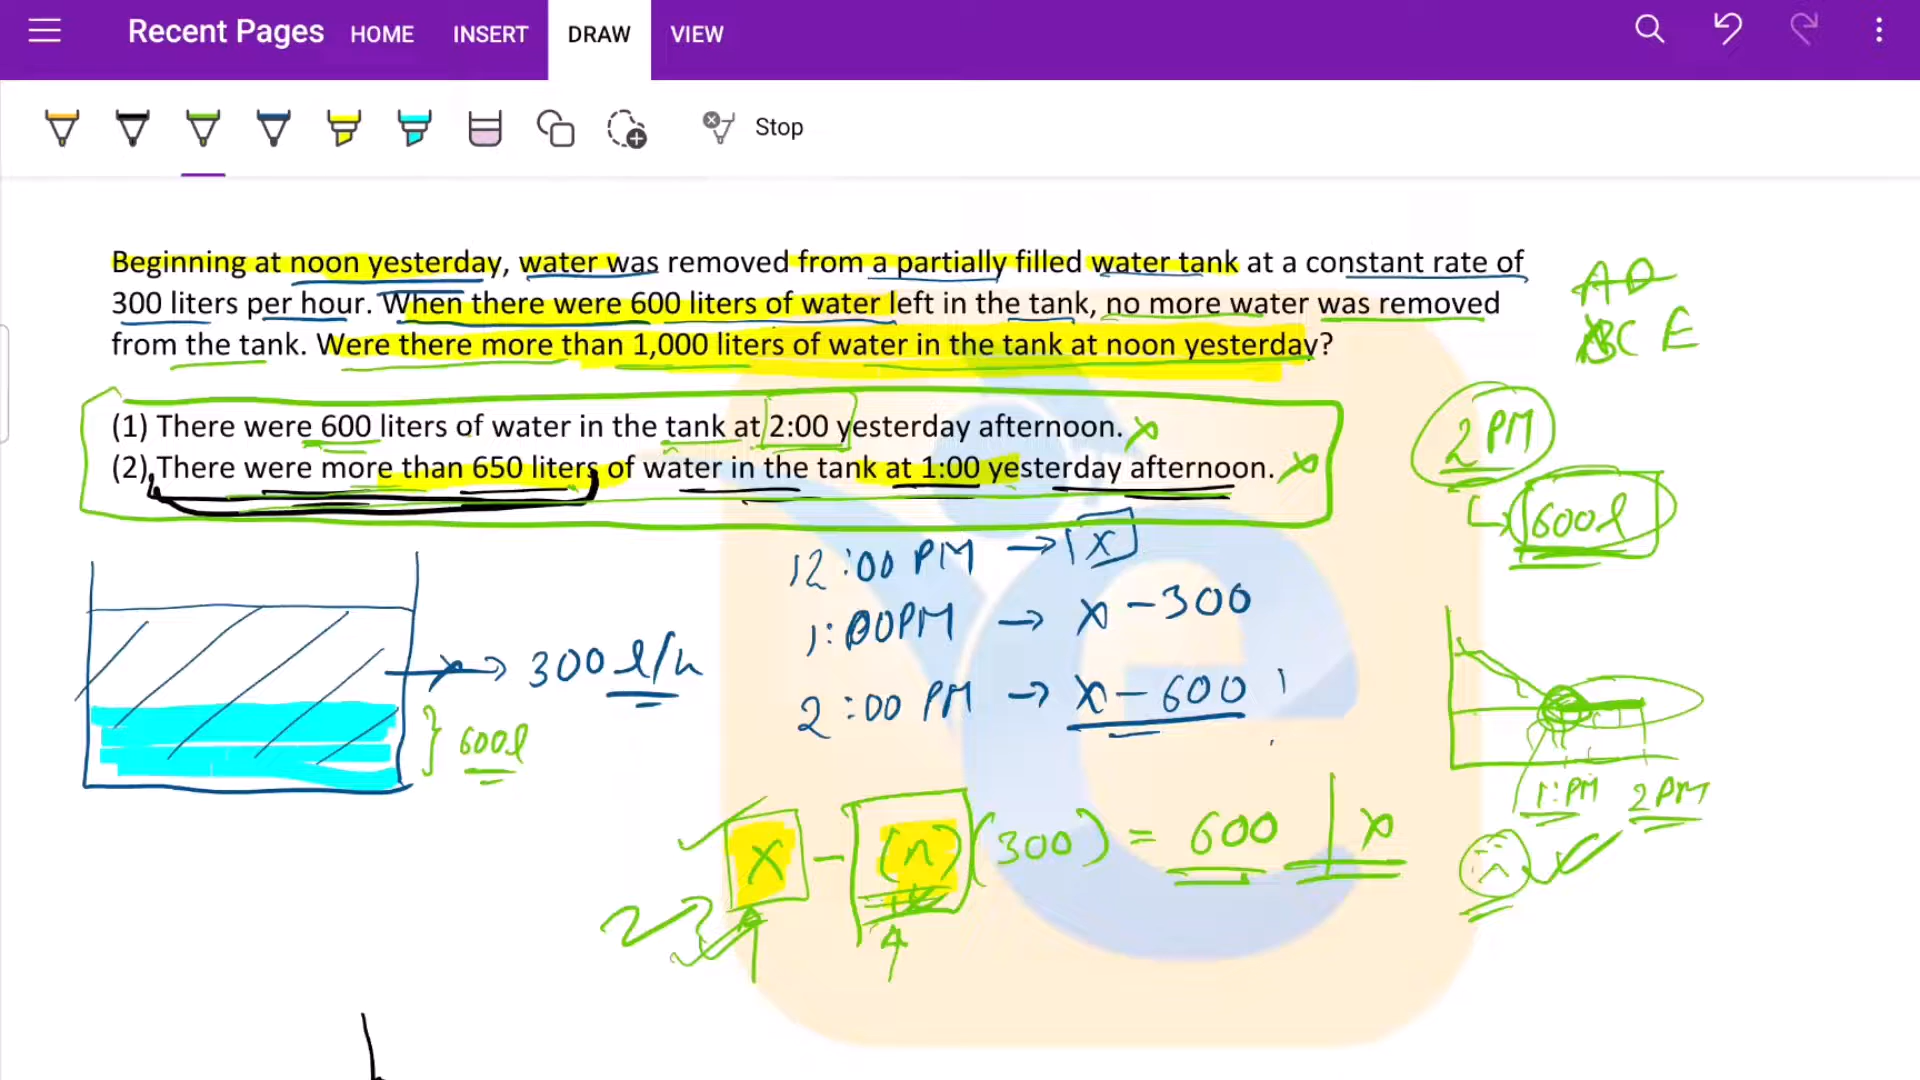 Recent Pages HOME INSERT DRAW VIEW
Stop
Beginning at noon yesterday, water was removed from a partially filled water tank at a constant rate of
300 liters per hour. When there were 600 liters of water left in the tank, no more water was removed
from the tank. Were there more than 1,000 liters of water in the tank at noon yesterday?
AD
BC E
(1) There were 600 liters of water in the tank at 2:00 yesterday afternoon. x
(2) There were more than 650 liters of water in the tank at 1:00 yesterday afternoon. x
2 PM
600l
12:00 PM → x
1:00PM → x - 300
2:00 PM → x - 600
300 l/h
600l
1:PM 2 PM
x - (n)(300) = 600 x